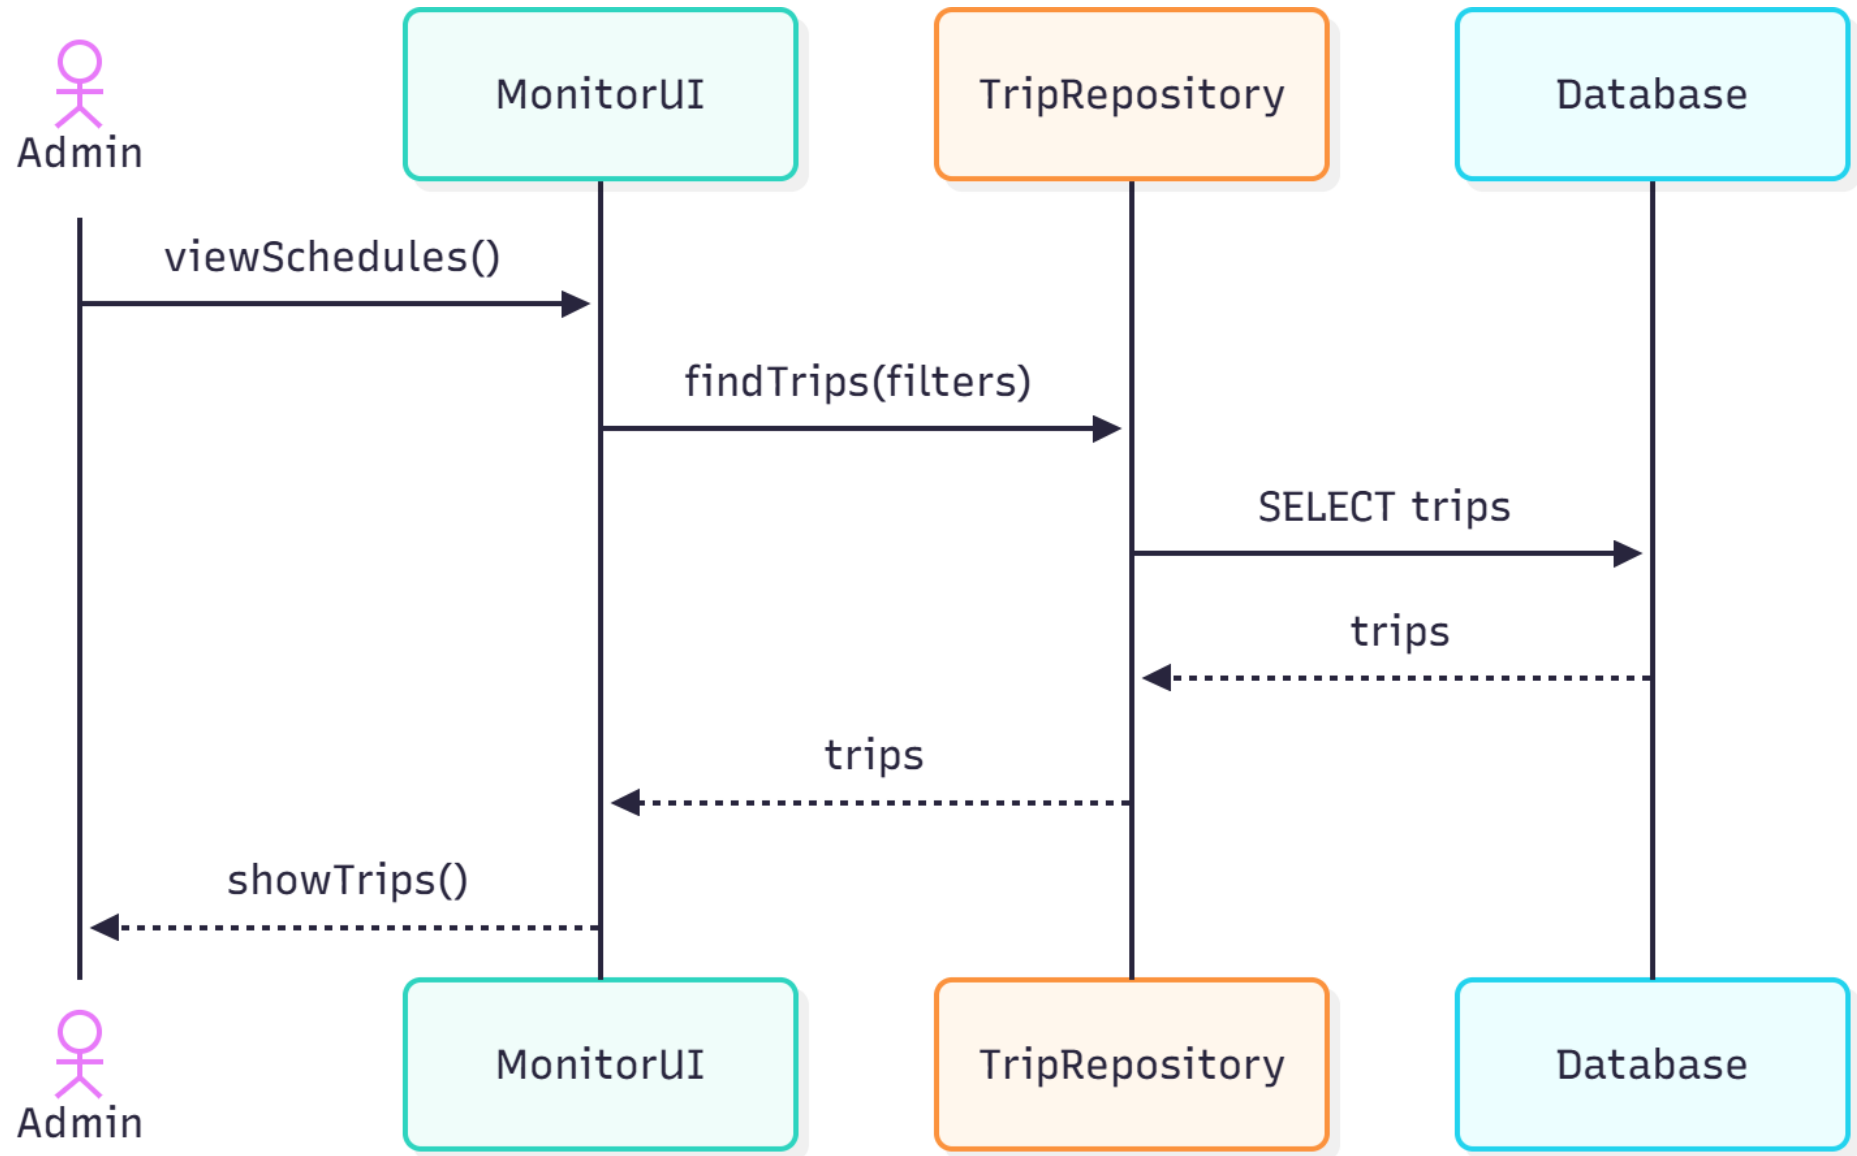 Admin
MonitorUI
TripRepository
Database
viewSchedules()
findTrips(filters)
SELECT trips
trips
trips
showTrips()
Admin
MonitorUI
TripRepository
Database